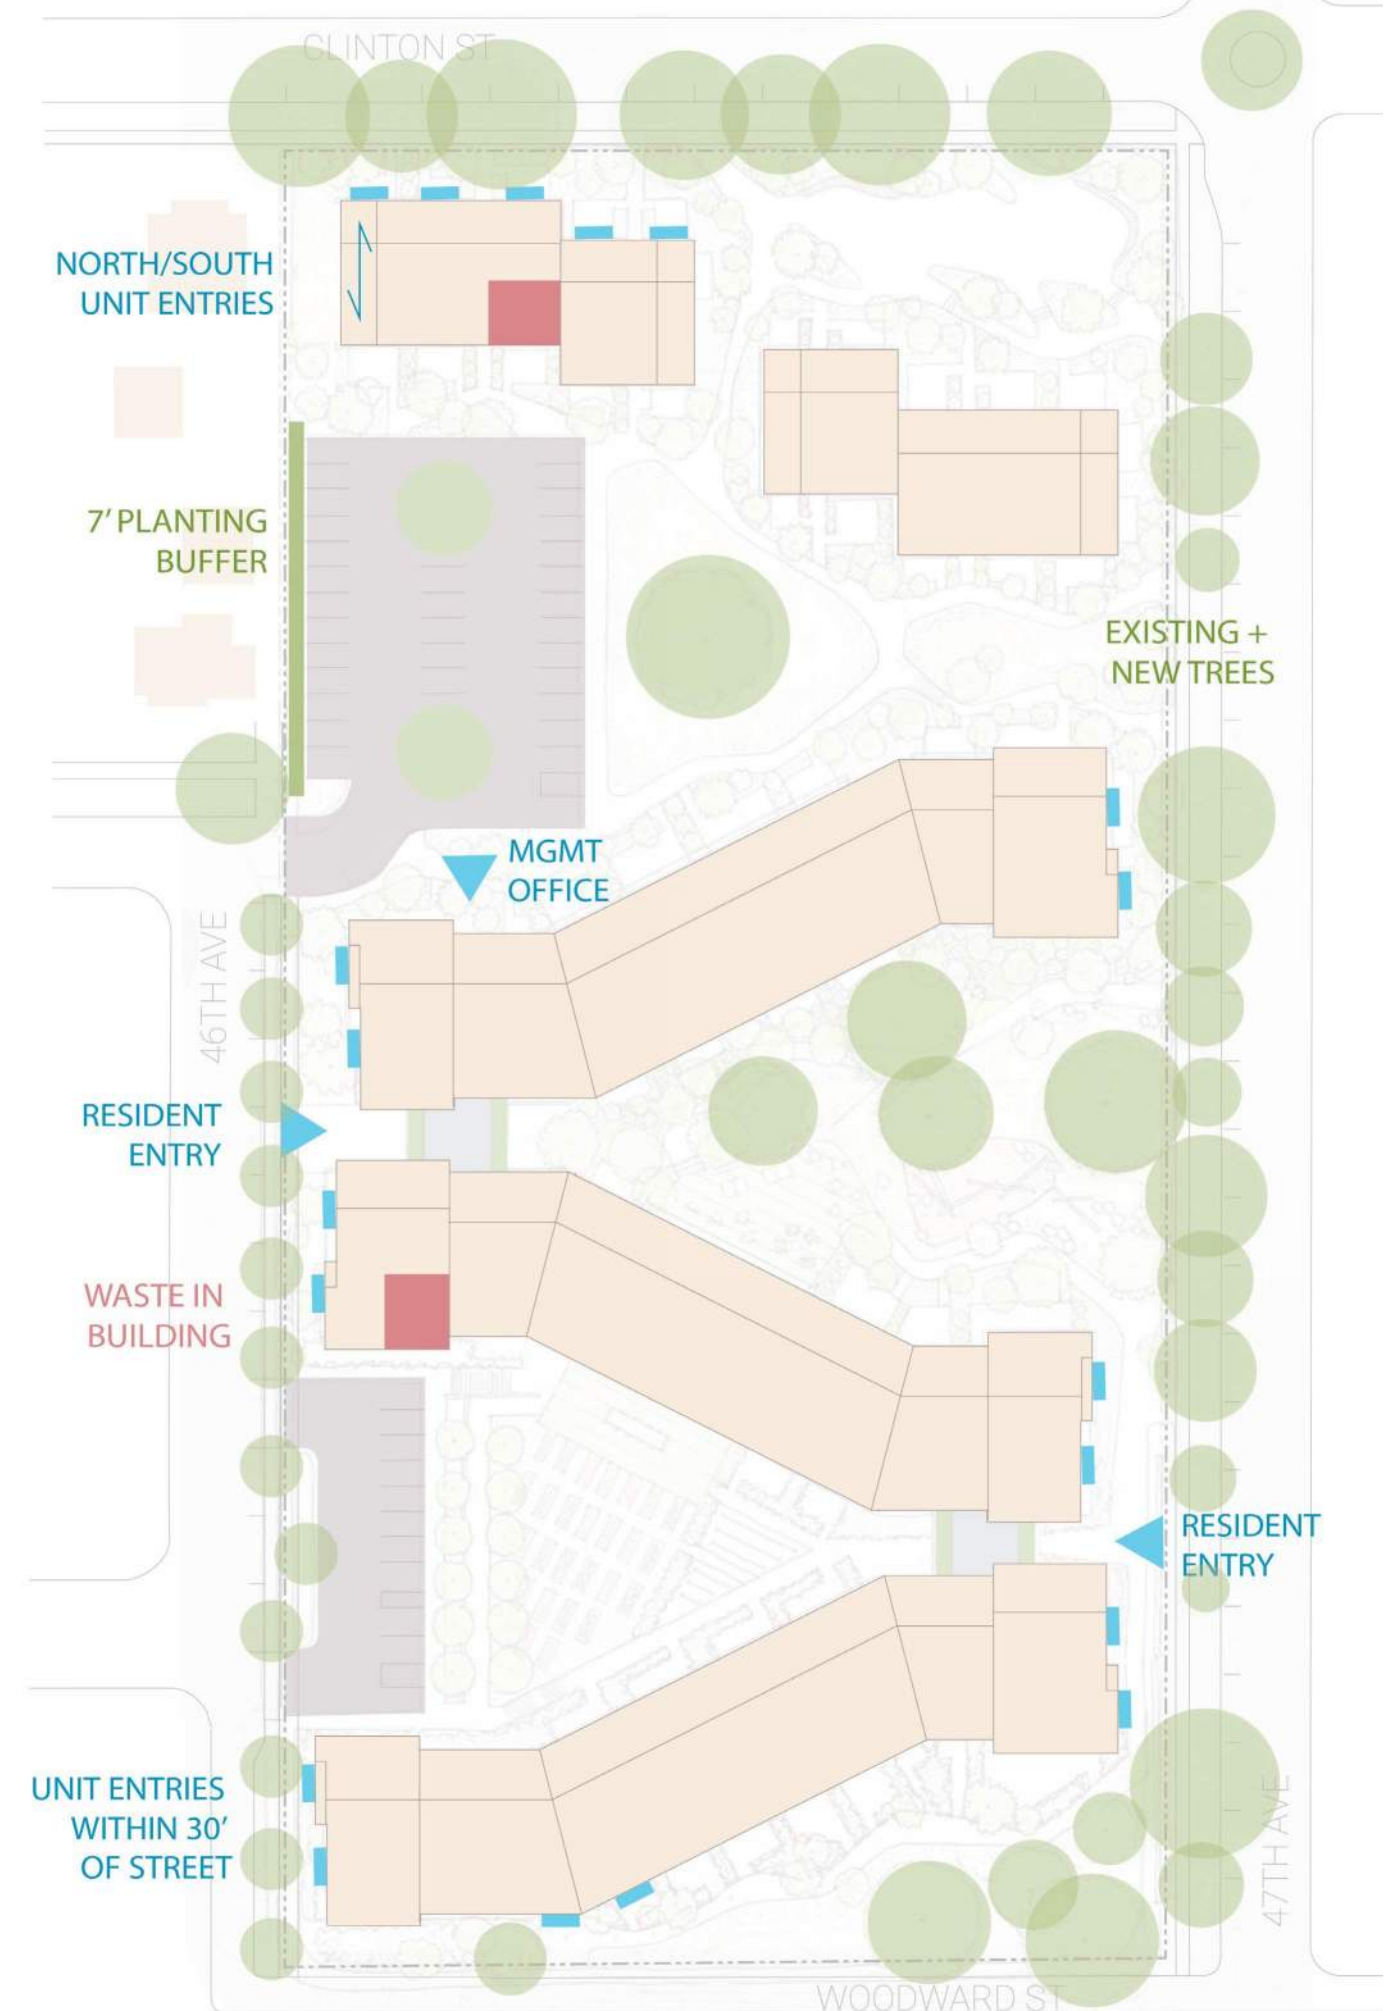 CLINTON ST
NORTH/SOUTH
UNIT ENTRIES
7' PLANTING
BUFFER
EXISTING +
NEW TREES
MGMT
OFFICE
46TH AVE
RESIDENT
ENTRY
WASTE IN
BUILDING
RESIDENT
ENTRY
UNIT ENTRIES
WITHIN 30'
OF STREET
47TH AVE
WOODWARD ST